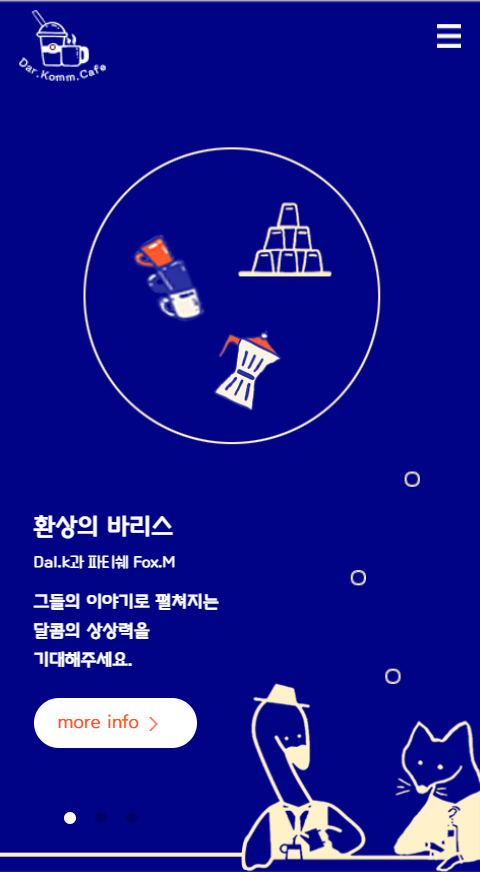 Dar.Komm.Cafe
환상의 바리스
Dal.k과 파티쉐 Fox.M
그들의 이야기로 펼쳐지는
달콤의 상상력을
기대해주세요.
more info